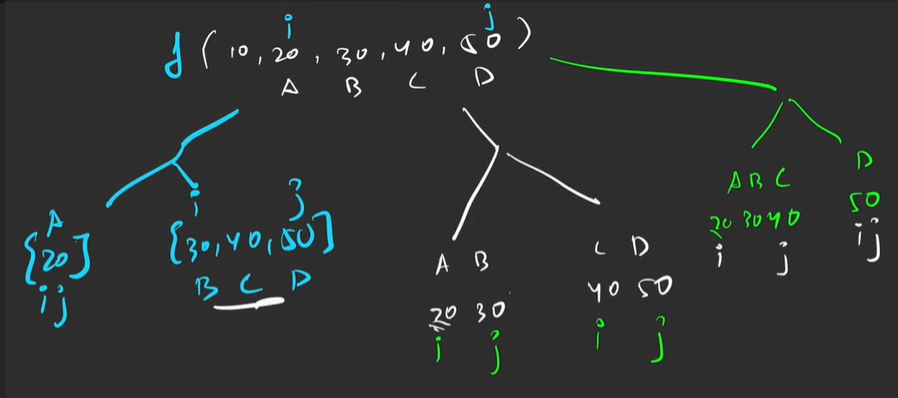 i j
f ( 10, 20, 30, 40, 50 )
A B C D
A B C D
20 30 40 50
i j i j
A
{20}
i j
i j
{30, 40, 50}
B C D
A B C D
20 30 40 50
i j i j